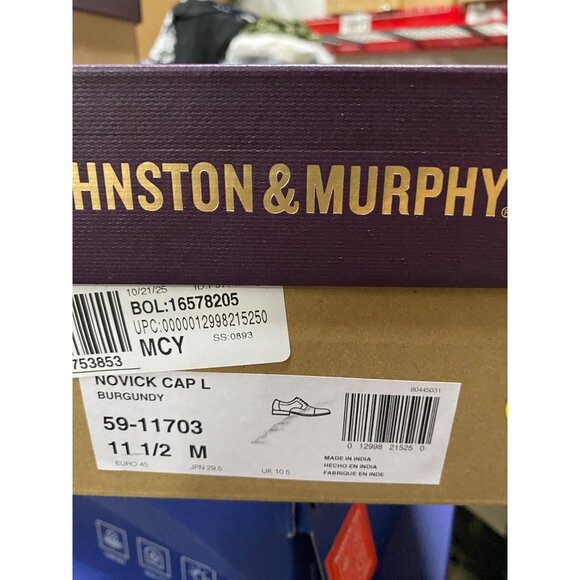 HNSTON & MURPHY®
10/21/25
BOL:16578205
UPC:0000012998215250
MCY SS:0893
753853
NOVICK CAP L
BURGUNDY
80445031
59-11703
11 1/2 M
EURO 45 JPN 29.5 UK 10.5
0 12998 21525 0
MADE IN INDIA
HECHO EN INDIA
FABRIQUE EN INDE